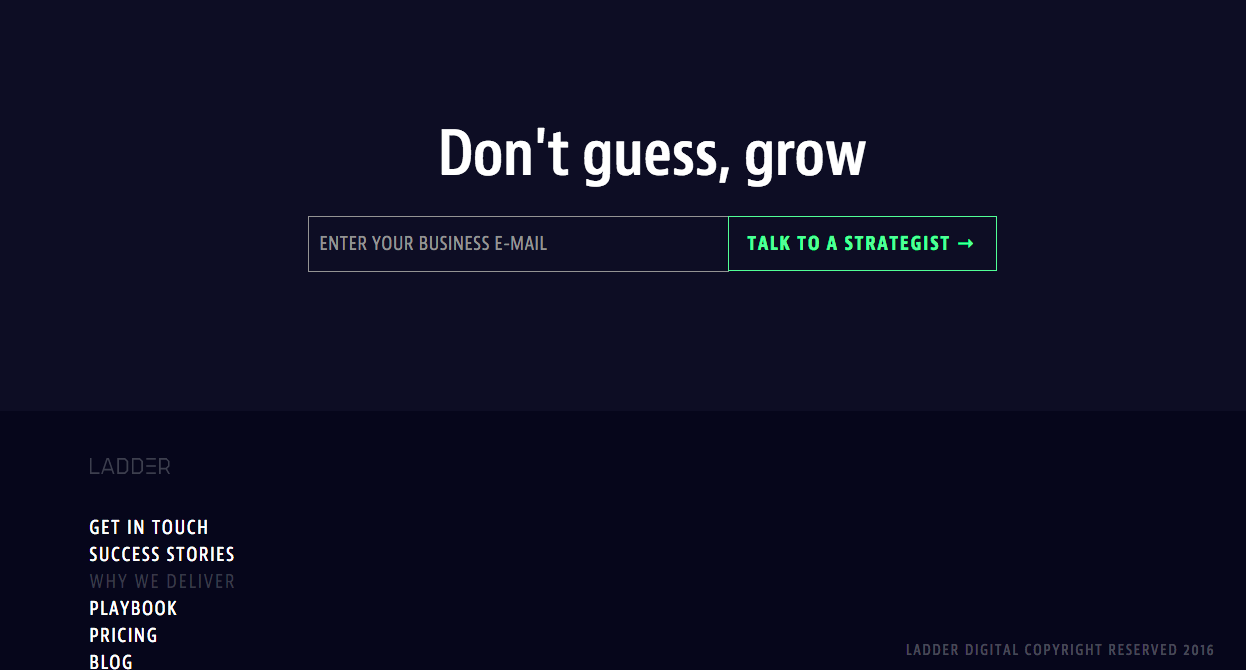 Don't guess, grow
ENTER YOUR BUSINESS E-MAIL
TALK TO A STRATEGIST →
LADDER
GET IN TOUCH
SUCCESS STORIES
WHY WE DELIVER
PLAYBOOK
PRICING
BLOG
LADDER DIGITAL COPYRIGHT RESERVED 2016